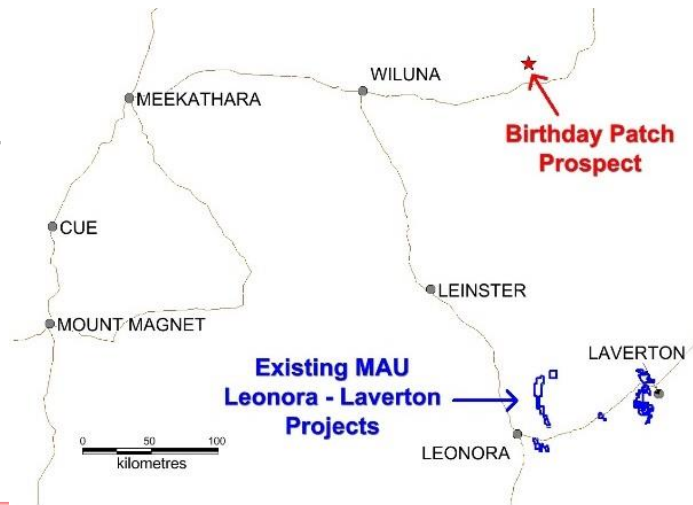 WILUNA
MEEKATHARA
Birthday Patch
Prospect
CUE
LEINSTER
MOUNT MAGNET
LAVERTON
Existing MAU
Leonora - Laverton
Projects
LEONORA
0 50 100
kilometres